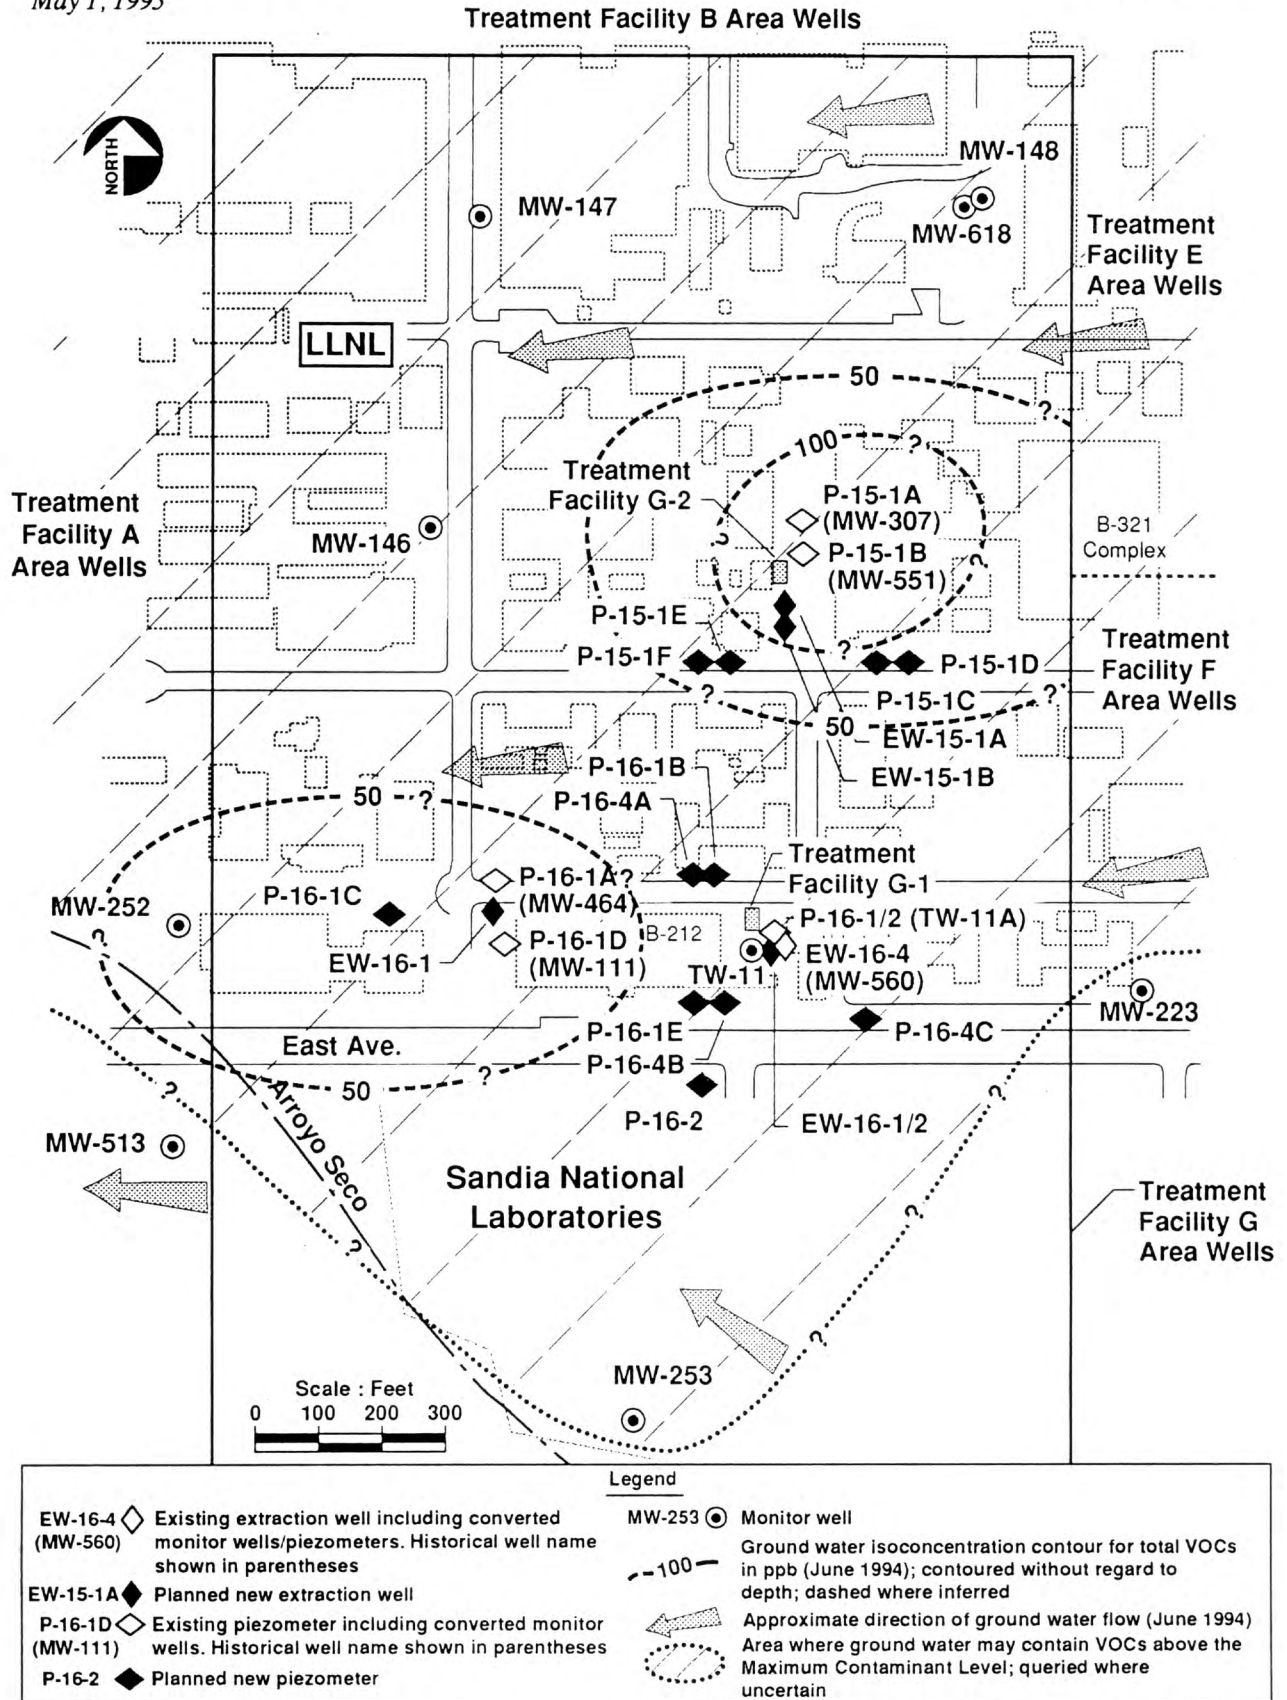 May 1, 1995
Treatment Facility B Area Wells
NORTH
MW-148
MW-147
MW-618
Treatment
Facility E
Area Wells
LLNL
50
?
100
?
Treatment
Facility G-2
P-15-1A
(MW-307)
Treatment
Facility A
Area Wells
MW-146
?
P-15-1B
(MW-551)
?
B-321
Complex
P-15-1E
?
P-15-1F
P-15-1D
Treatment
Facility F
Area Wells
?
?
P-15-1C
50
EW-15-1A
P-16-1B
EW-15-1B
50
?
P-16-4A
Treatment
Facility G-1
P-16-1A
(MW-464)
?
P-16-1C
MW-252
P-16-1/2 (TW-11A)
?
B-212
P-16-1D
(MW-111)
EW-16-1
EW-16-4
(MW-560)
TW-11
MW-223
P-16-1E
P-16-4C
East Ave.
P-16-4B
?
50
?
?
P-16-2
EW-16-1/2
MW-513
Arroyo Seco
Sandia National
Laboratories
Treatment
Facility G
Area Wells
?
?
?
MW-253
Scale : Feet
0 100 200 300
Legend
EW-16-4
(MW-560)
Existing extraction well including converted
monitor wells/piezometers. Historical well name
shown in parentheses
EW-15-1A
Planned new extraction well
P-16-1D
(MW-111)
Existing piezometer including converted monitor
wells. Historical well name shown in parentheses
P-16-2
Planned new piezometer
MW-253
Monitor well
100
Ground water isoconcentration contour for total VOCs
in ppb (June 1994); contoured without regard to
depth; dashed where inferred
Approximate direction of ground water flow (June 1994)
Area where ground water may contain VOCs above the
Maximum Contaminant Level; queried where
uncertain